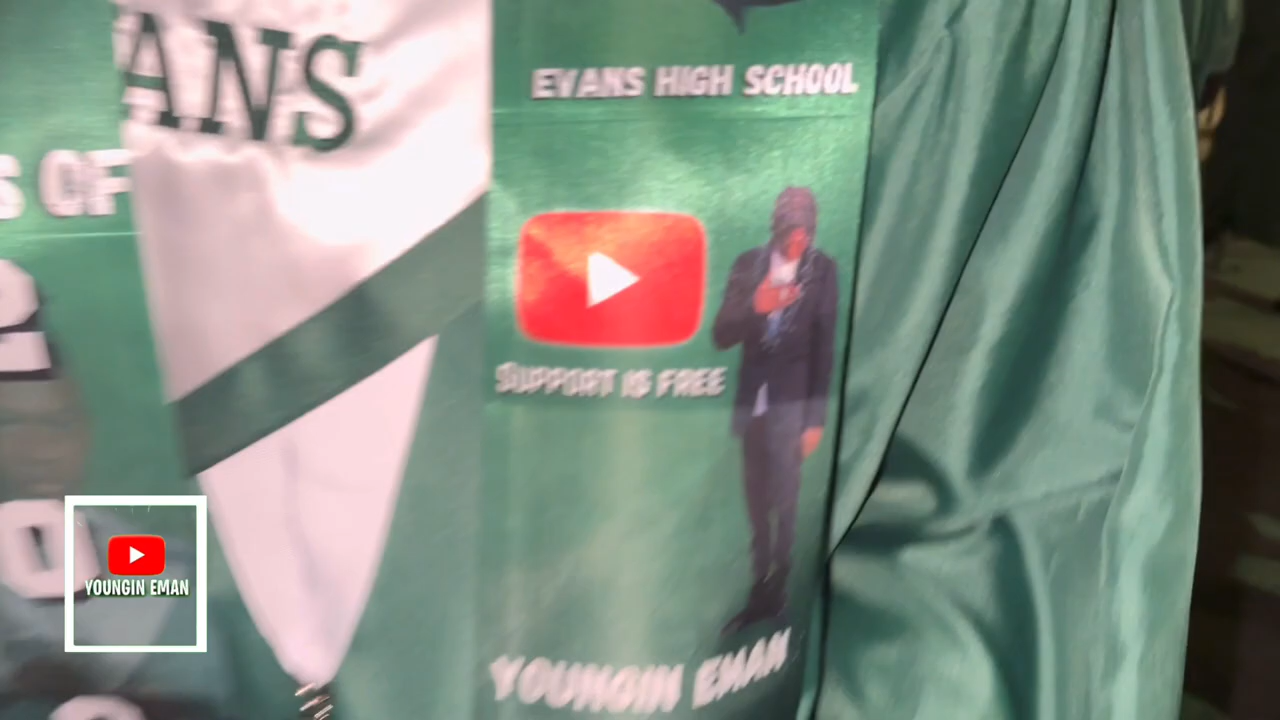 ANS
EVANS HIGH SCHOOL
S OF
SUPPORT IS FREE
YOUNGIN EMAN
YOUNGIN EMAN